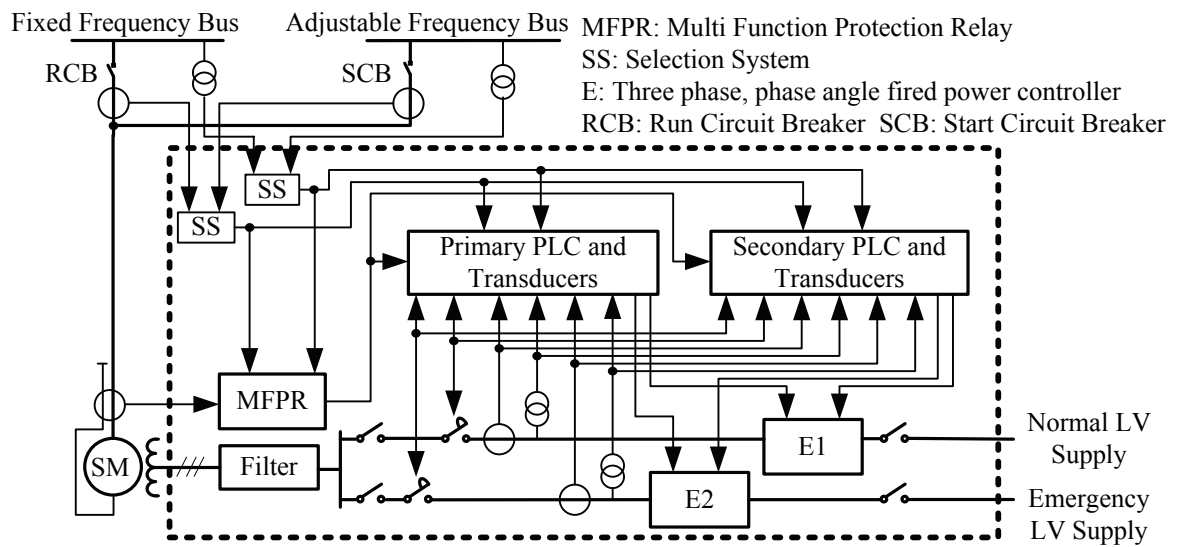 Fixed Frequency Bus
Adjustable Frequency Bus
MFPR: Multi Function Protection Relay
SS: Selection System
E: Three phase, phase angle fired power controller
RCB: Run Circuit Breaker SCB: Start Circuit Breaker
RCB
SCB
SS
SS
Primary PLC and
Transducers
Secondary PLC and
Transducers
MFPR
SM
Filter
E1
E2
Normal LV
Supply
Emergency
LV Supply